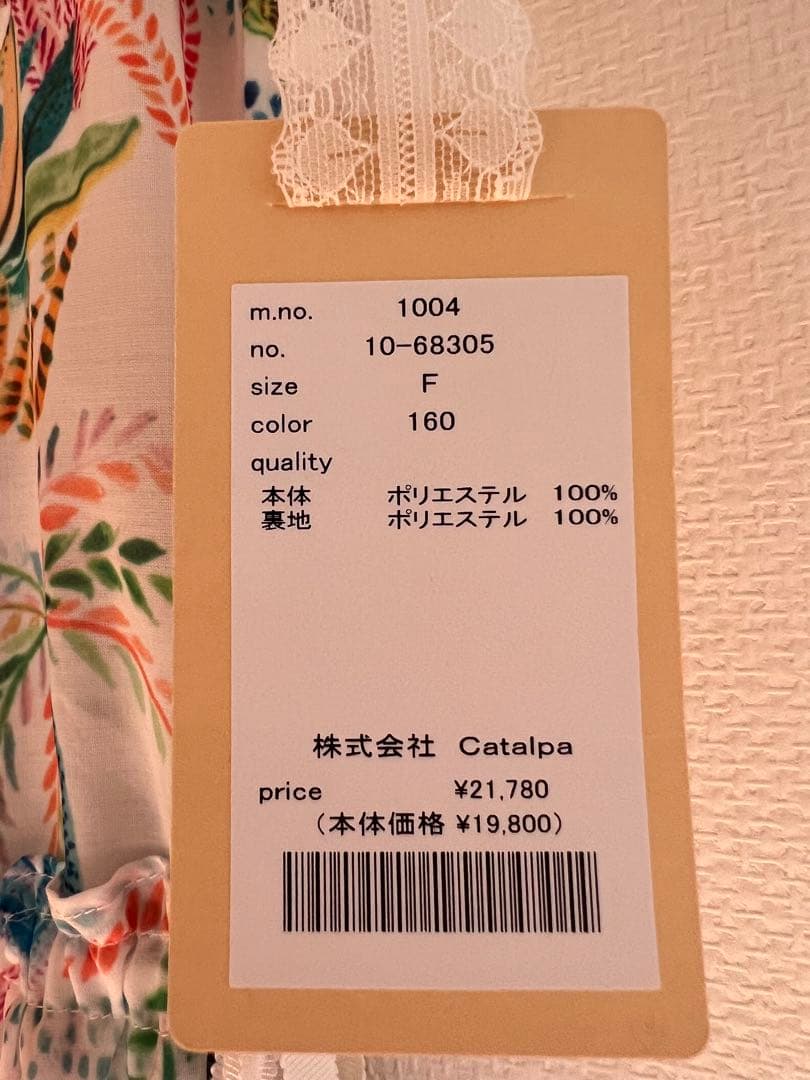 m.no. 1004
no. 10-68305
size F
color 160
quality
本体 ポリエステル 100%
裏地 ポリエステル 100%
株式会社 Catalpa
price ¥21,780
(本体価格 ¥19,800)